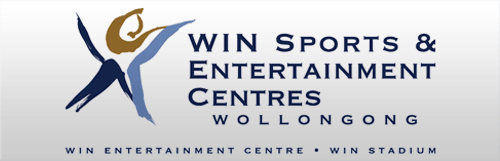 WIN SPORTS &
ENTERTAINMENT
CENTRES
WOLLONGONG
WIN ENTERTAINMENT CENTRE • WIN STADIUM